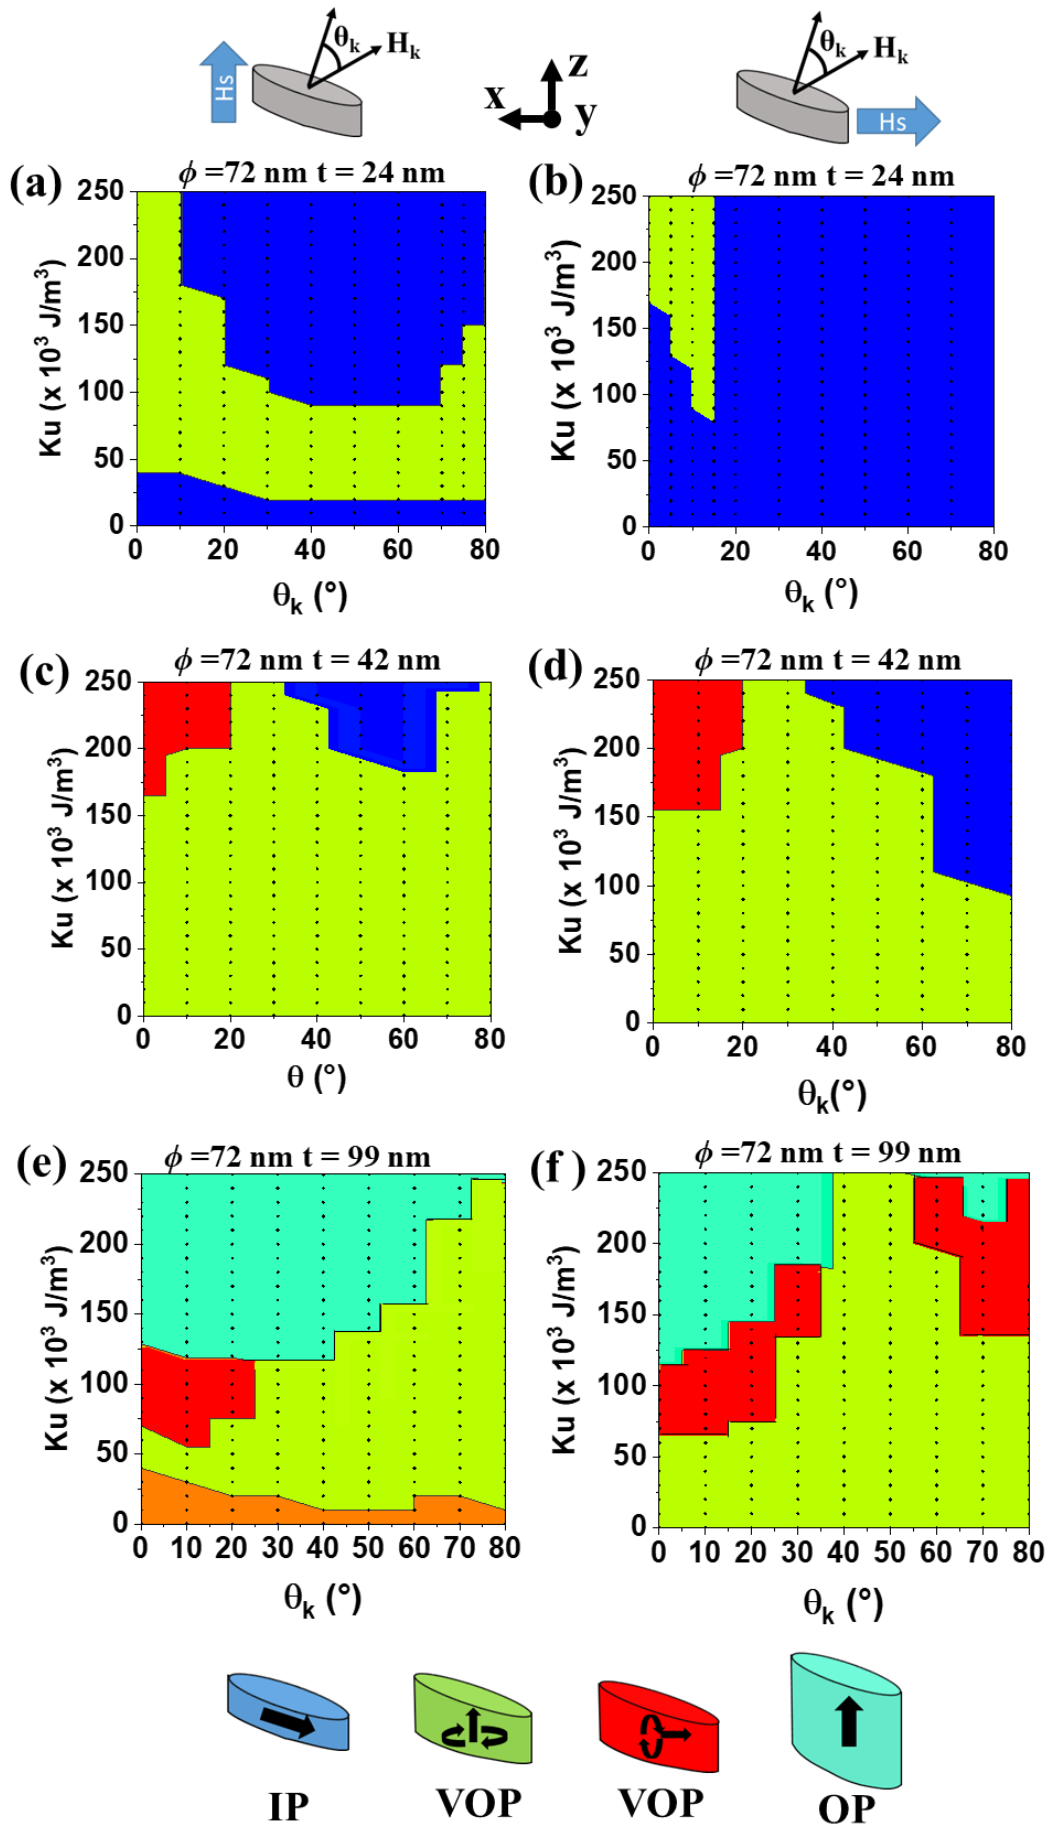 θk Hk Hs
x z y
θk Hk Hs
(a) ϕ =72 nm t = 24 nm
250
200
150
100
50
0
Ku (x 10³ J/m³)
0 20 40 60 80
θk (°)
(b) ϕ =72 nm t = 24 nm
250
200
150
100
50
0
Ku (x 10³ J/m³)
0 20 40 60 80
θk (°)
(c) ϕ =72 nm t = 42 nm
250
200
150
100
50
0
Ku (x 10³ J/m³)
0 20 40 60 80
θ (°)
(d) ϕ =72 nm t = 42 nm
250
200
150
100
50
0
Ku (x 10³ J/m³)
0 20 40 60 80
θk(°)
(e) ϕ =72 nm t = 99 nm
250
200
150
100
50
0
Ku (x 10³ J/m³)
0 10 20 30 40 50 60 70 80
θk (°)
(f ) ϕ =72 nm t = 99 nm
250
200
150
100
50
0
Ku (x 10³ J/m³)
0 10 20 30 40 50 60 70 80
θk (°)
IP VOP VOP OP